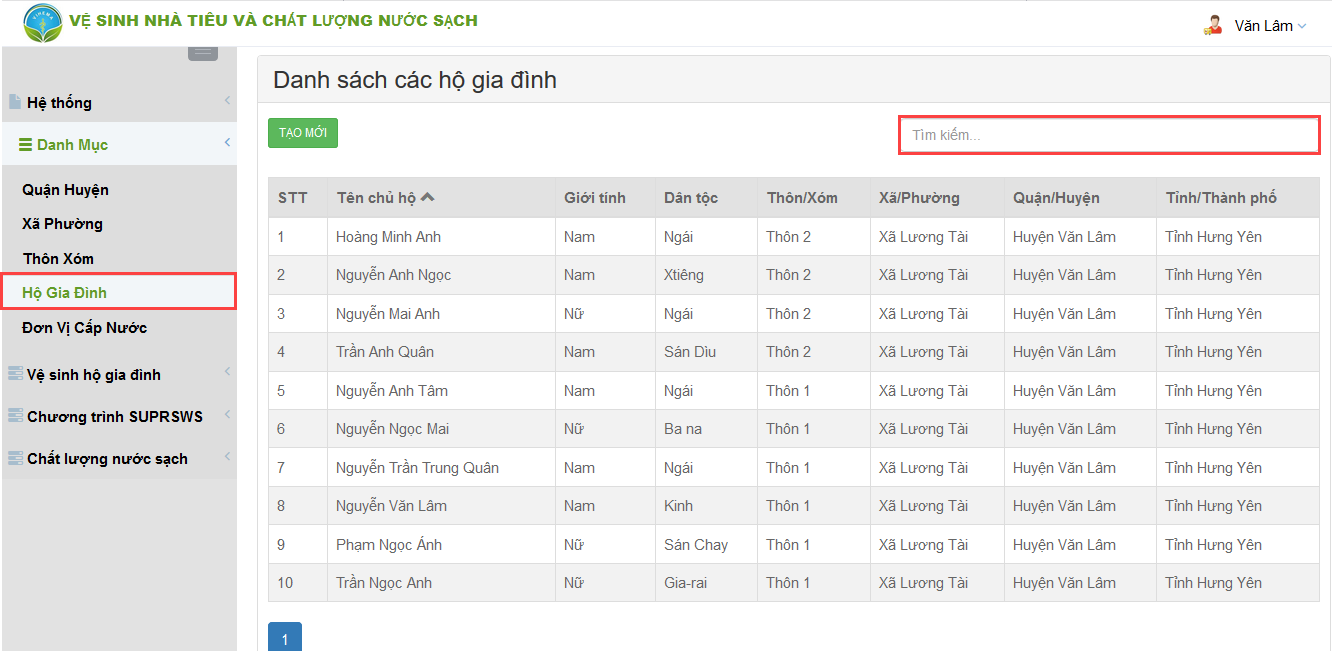 VỆ SINH NHÀ TIÊU VÀ CHẤT LƯỢNG NƯỚC SẠCH
Văn Lâm
Hệ thống
Danh Mục
Quận Huyện
Xã Phường
Thôn Xóm
Hộ Gia Đình
Đơn Vị Cấp Nước
Vệ sinh hộ gia đình
Chương trình SUPRSWS
Chất lượng nước sạch
Danh sách các hộ gia đình
TẠO MỚI
Tìm kiếm...
STT Tên chủ hộ Giới tính Dân tộc Thôn/Xóm Xã/Phường Quận/Huyện Tỉnh/Thành phố
1 Hoàng Minh Anh Nam Ngái Thôn 2 Xã Lương Tài Huyện Văn Lâm Tỉnh Hưng Yên
2 Nguyễn Anh Ngọc Nam Xtiêng Thôn 2 Xã Lương Tài Huyện Văn Lâm Tỉnh Hưng Yên
3 Nguyễn Mai Anh Nữ Ngái Thôn 2 Xã Lương Tài Huyện Văn Lâm Tỉnh Hưng Yên
4 Trần Anh Quân Nam Sán Dìu Thôn 2 Xã Lương Tài Huyện Văn Lâm Tỉnh Hưng Yên
5 Nguyễn Anh Tâm Nam Ngái Thôn 1 Xã Lương Tài Huyện Văn Lâm Tỉnh Hưng Yên
6 Nguyễn Ngọc Mai Nữ Ba na Thôn 1 Xã Lương Tài Huyện Văn Lâm Tỉnh Hưng Yên
7 Nguyễn Trần Trung Quân Nam Ngái Thôn 1 Xã Lương Tài Huyện Văn Lâm Tỉnh Hưng Yên
8 Nguyễn Văn Lâm Nam Kinh Thôn 1 Xã Lương Tài Huyện Văn Lâm Tỉnh Hưng Yên
9 Phạm Ngọc Ánh Nữ Sán Chay Thôn 1 Xã Lương Tài Huyện Văn Lâm Tỉnh Hưng Yên
10 Trần Ngọc Anh Nữ Gia-rai Thôn 1 Xã Lương Tài Huyện Văn Lâm Tỉnh Hưng Yên
1